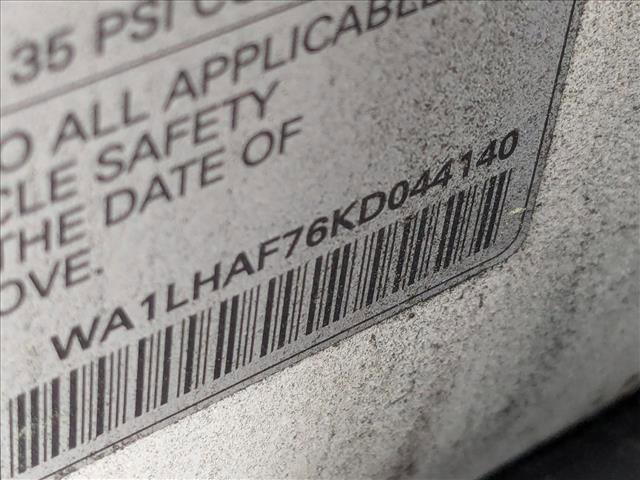 35 PSI
O ALL APPLICABLE
CLE SAFETY
THE DATE OF
OVE.
WA1LHAF76KD044140